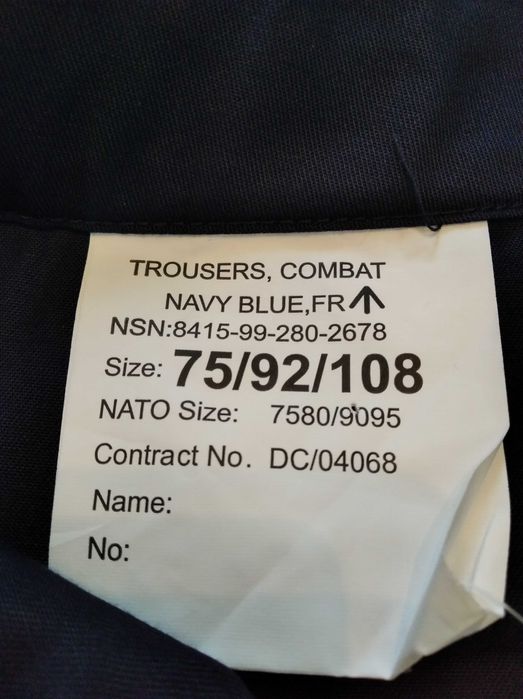 TROUSERS, COMBAT
NAVY BLUE,FR
NSN:8415-99-280-2678
Size: 75/92/108
NATO Size: 7580/9095
Contract No. DC/04068
Name:
No: